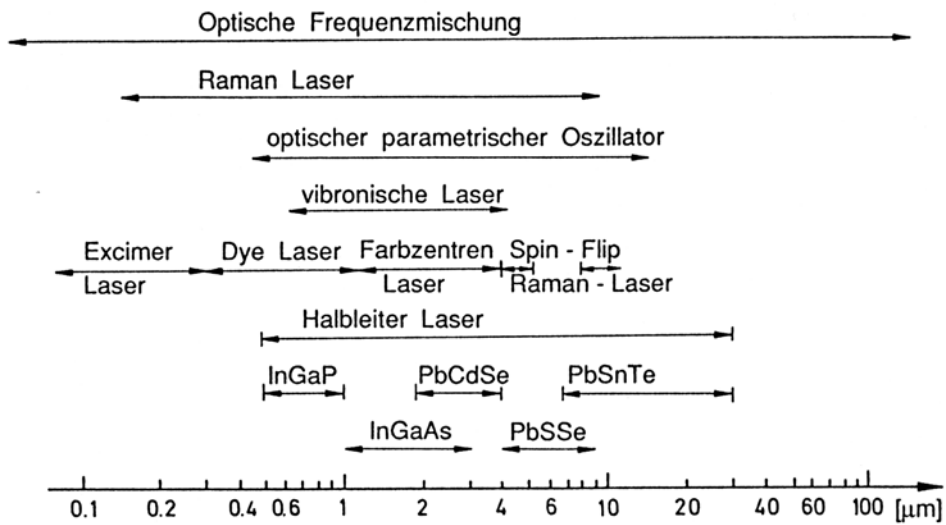 Optische Frequenzmischung
Raman Laser
optischer parametrischer Oszillator
vibronische Laser
Excimer Dye Laser Farbzentren Spin - Flip
Laser Laser Raman - Laser
Halbleiter Laser
InGaP PbCdSe PbSnTe
InGaAs PbSSe
0.1 0.2 0.4 0.6 1 2 4 6 10 20 40 60 100 [μm]